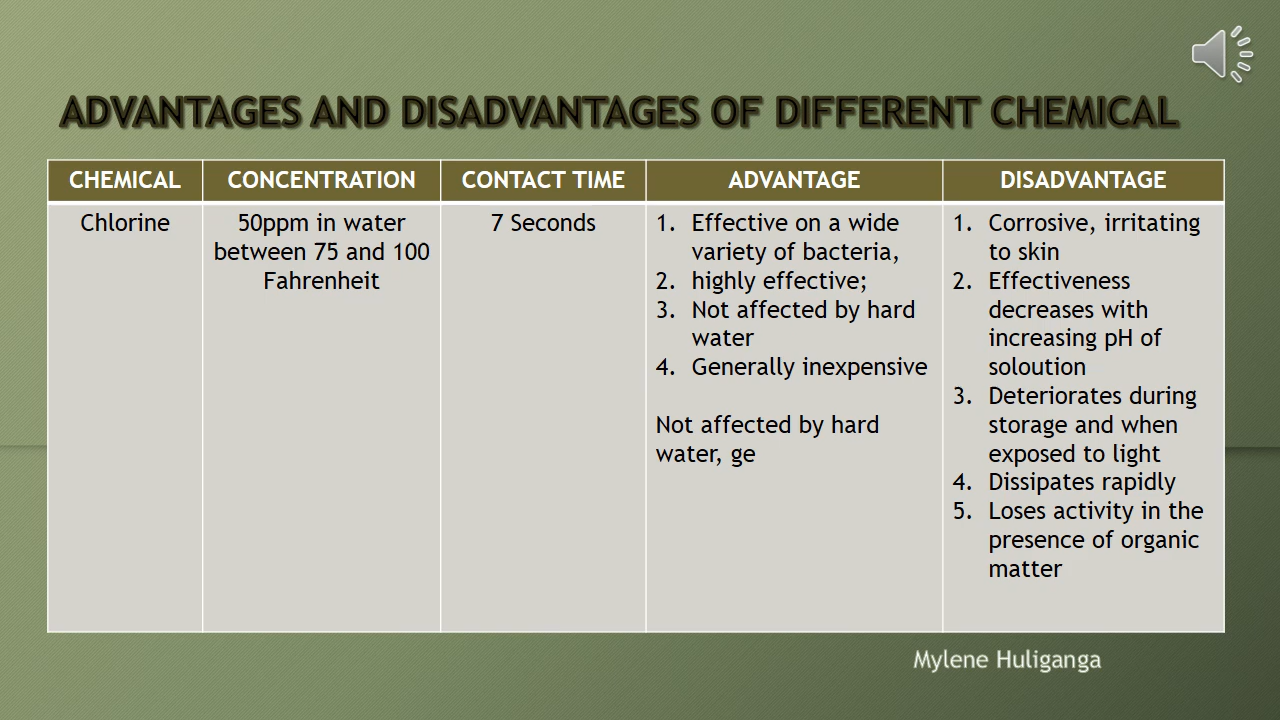 ADVANTAGES AND DISADVANTAGES OF DIFFERENT CHEMICAL
CHEMICAL CONCENTRATION CONTACT TIME ADVANTAGE DISADVANTAGE
Chlorine
50ppm in water
between 75 and 100
Fahrenheit
7 Seconds
1. Effective on a wide
variety of bacteria,
2. highly effective;
3. Not affected by hard
water
4. Generally inexpensive
Not affected by hard
water, ge
1. Corrosive, irritating
to skin
2. Effectiveness
decreases with
increasing pH of
soloution
3. Deteriorates during
storage and when
exposed to light
4. Dissipates rapidly
5. Loses activity in the
presence of organic
matter
Mylene Huliganga